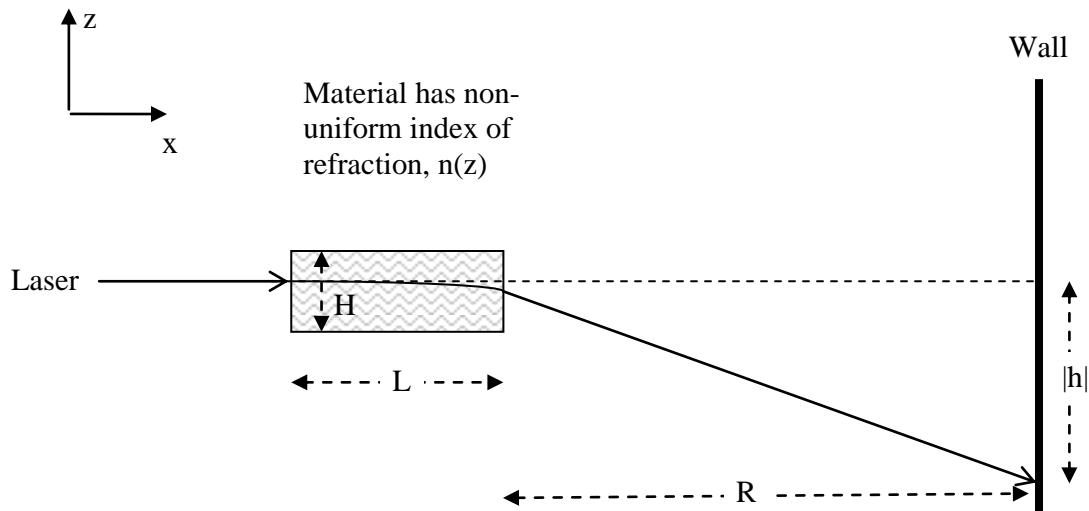 z
x
Wall
Material has non-
uniform index of
refraction, n(z)
Laser
H
L
|h|
R